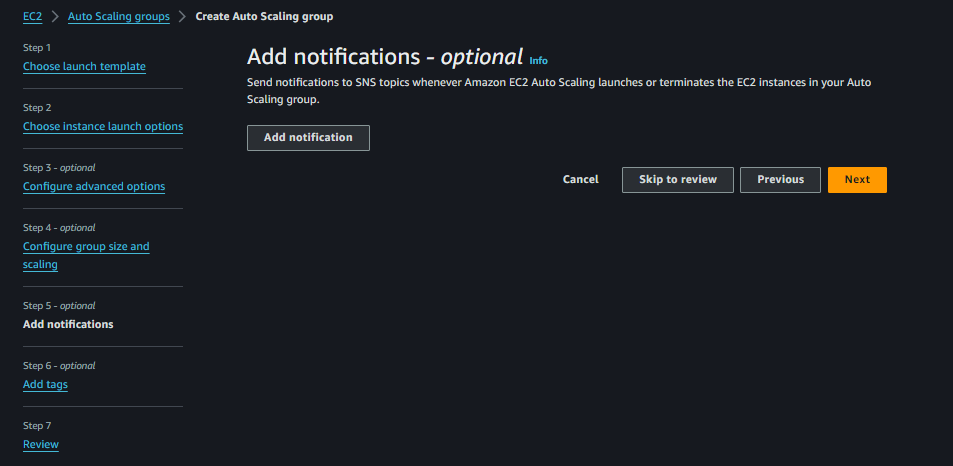 EC2 > Auto Scaling groups > Create Auto Scaling group
Step 1
Choose launch template
Step 2
Choose instance launch options
Step 3 - optional
Configure advanced options
Step 4 - optional
Configure group size and
scaling
Step 5 - optional
Add notifications
Step 6 - optional
Add tags
Step 7
Review
Add notifications - optional Info
Send notifications to SNS topics whenever Amazon EC2 Auto Scaling launches or terminates the EC2 instances in your Auto
Scaling group.
Add notification
Cancel Skip to review Previous Next